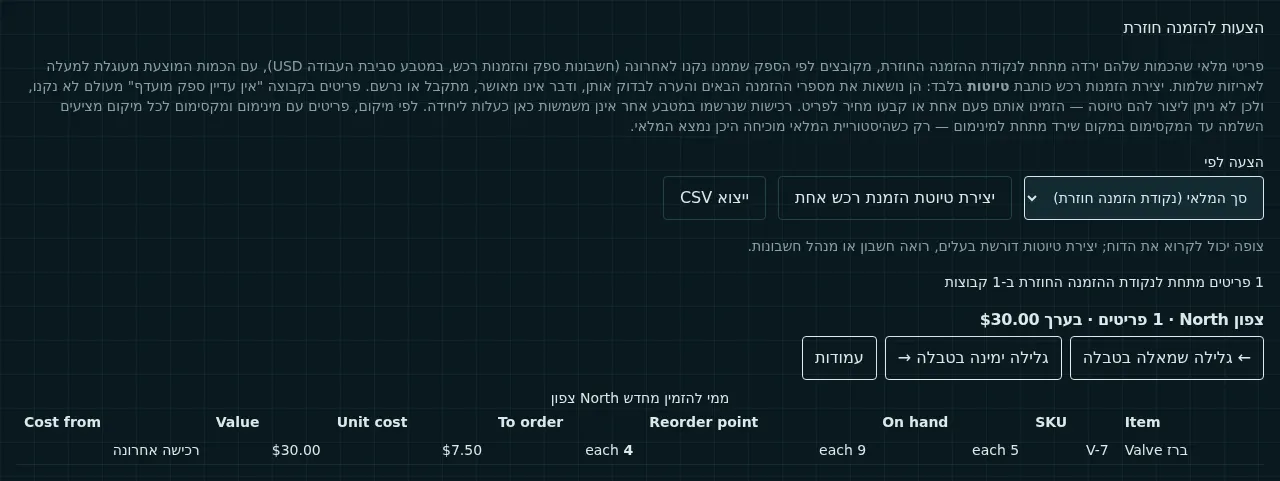 הצעות להזמנה חוזרת
פריטי מלאי שהכמות שלהם ירדה מתחת לנקודת ההזמנה החוזרת, מקובצים לפי הספק שממנו נקנו לאחרונה (חשבונות ספק והזמנות רכש, במטבע סביבת העבודה USD), עם הכמות המוצעת מעוגלת למעלה
לאריזות שלמות. יצירת הזמנות רכש כותבת טיוטות בלבד: הן נושאות את מספרי ההזמנה הבאים והערה לבדוק אותן, ודבר אינו מאושר, מתקבל או נרשם. פריטים בקבוצה "אין עדיין ספק מועדף" מעולם לא נקנו,
ולכן לא ניתן ליצור להם טיוטה — הזמינו אותם פעם אחת או קבעו מחיר לפריט. רכישות שנרשמו במטבע אחר אינן משמשות כאן כעלות ליחידה. לפי מיקום, פריטים עם מינימום ומקסימום לכל מיקום מציעים
השלמה עד המקסימום במקום שירד מתחת למינימום — רק כשהיסטוריית המלאי מוכיחה היכן נמצא המלאי.
הצעה לפי
סך המלאי (נקודת הזמנה חוזרת)
יצירת טיוטת הזמנת רכש אחת
ייצוא CSV
צופה יכול לקרוא את הדוח; יצירת טיוטות דורשת בעלים, רואה חשבון או מנהל חשבונות.
1 פריטים מתחת לנקודת ההזמנה החוזרת ב-1 קבוצות
צפון North · 1 פריטים · בערך $30.00
← גלילה שמאלה בטבלה
גלילה ימינה בטבלה →
עמודות
ממי להזמין מחדש North צפון
Item SKU On hand Reorder point To order Unit cost Value Cost from
ברז Valve V-7 5 each 9 each 4 each $7.50 $30.00 רכישה אחרונה